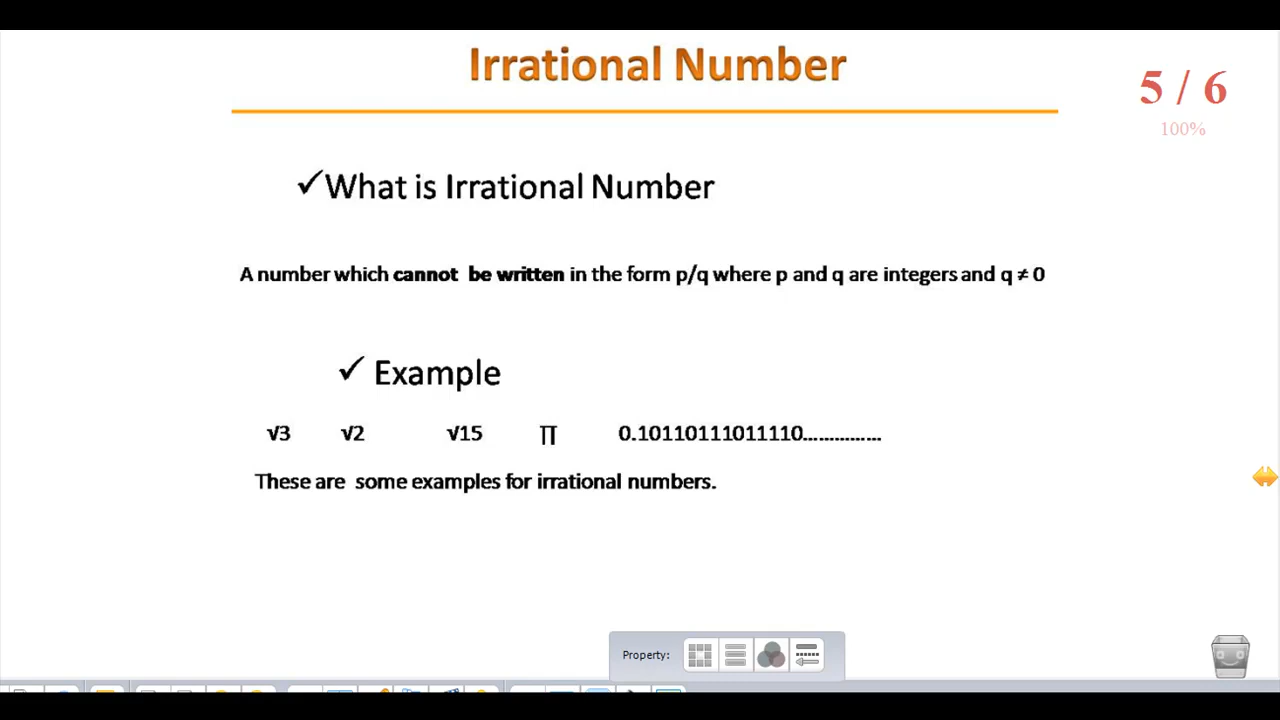 Irrational Number
5 / 6
100%
✓What is Irrational Number
A number which cannot be written in the form p/q where p and q are integers and q ≠ 0
✓ Example
√3 √2 √15 ∏ 0.10110111011110……………
These are some examples for irrational numbers.
Property: